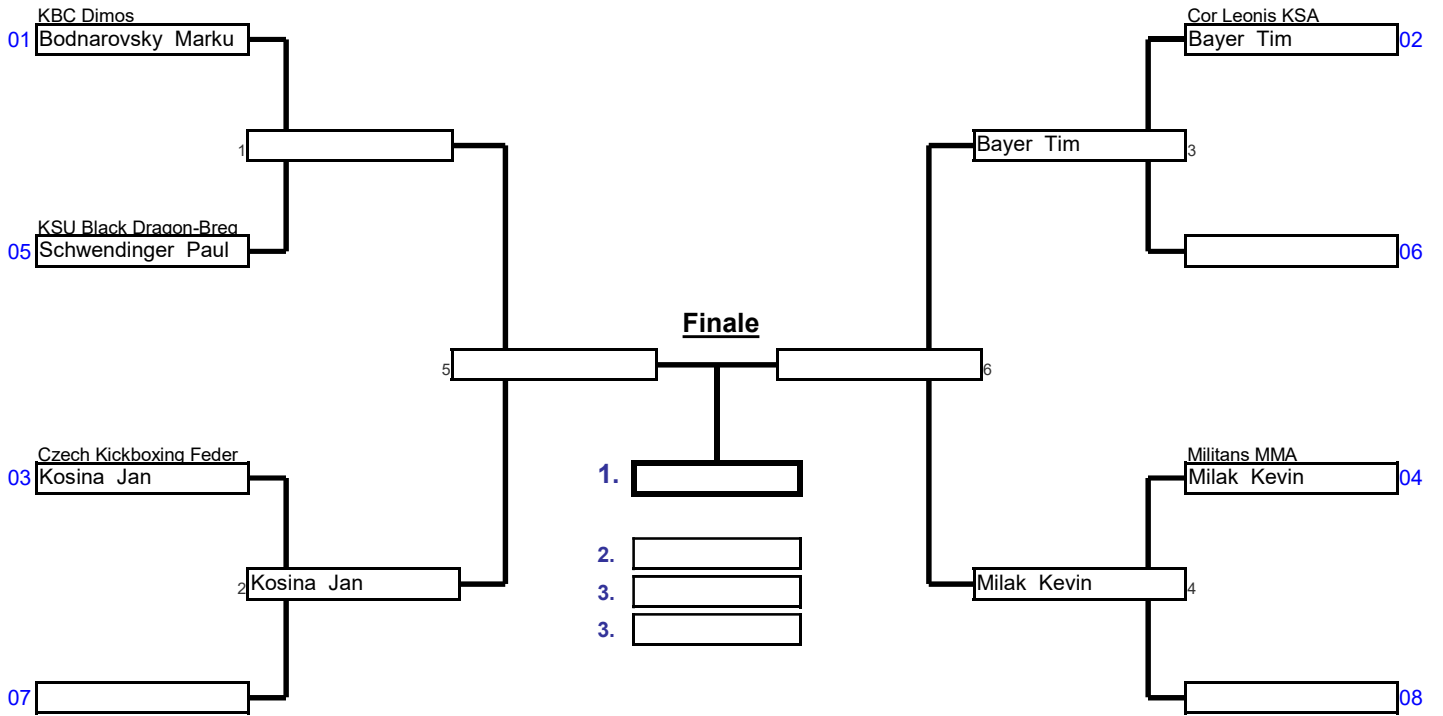 KBC Dimos
01 Bodnarovsky Marku
Cor Leonis KSA
Bayer Tim 02
1
Bayer Tim 3
KSU Black Dragon-Breg
05 Schwendinger Paul
06
Finale
5
6
Czech Kickboxing Feder
03 Kosina Jan
1.
Militans MMA
Milak Kevin 04
2.
2 Kosina Jan
3.
Milak Kevin 4
3.
07
08